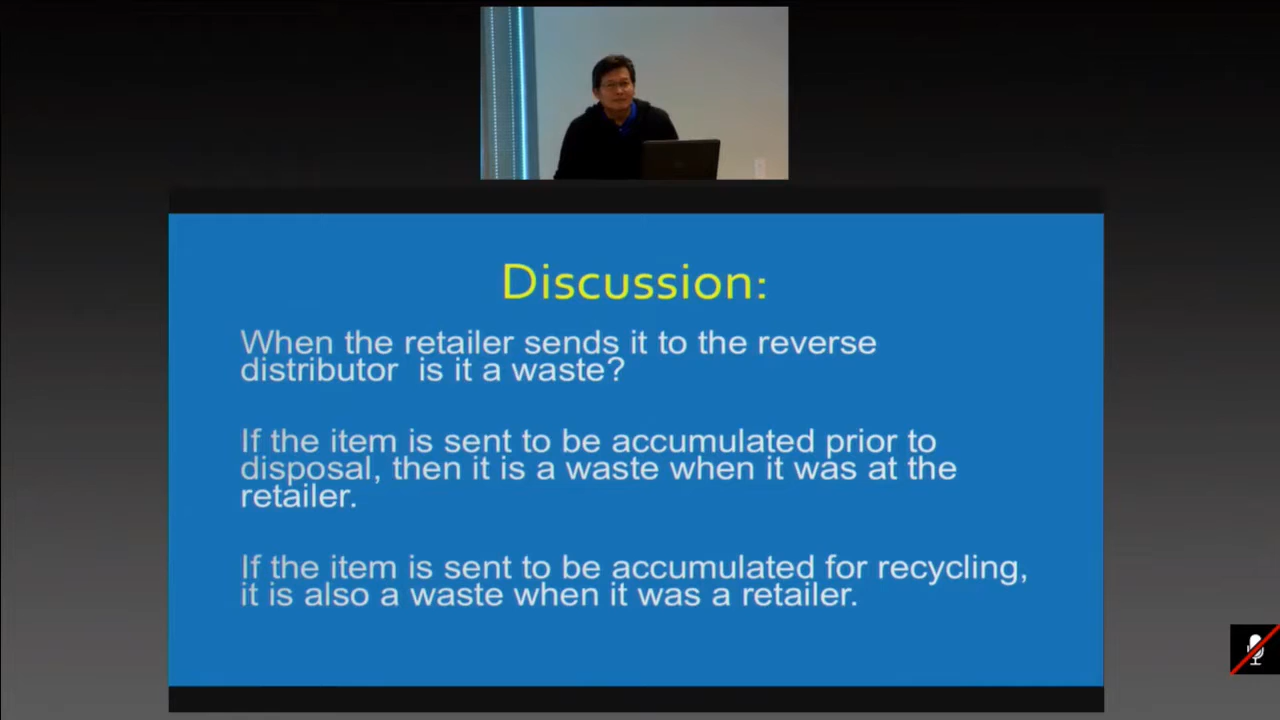 Discussion:
When the retailer sends it to the reverse
distributor  is it a waste?
If the item is sent to be accumulated prior to
disposal, then it is a waste when it was at the
retailer.
If the item is sent to be accumulated for recycling,
it is also a waste when it was a retailer.